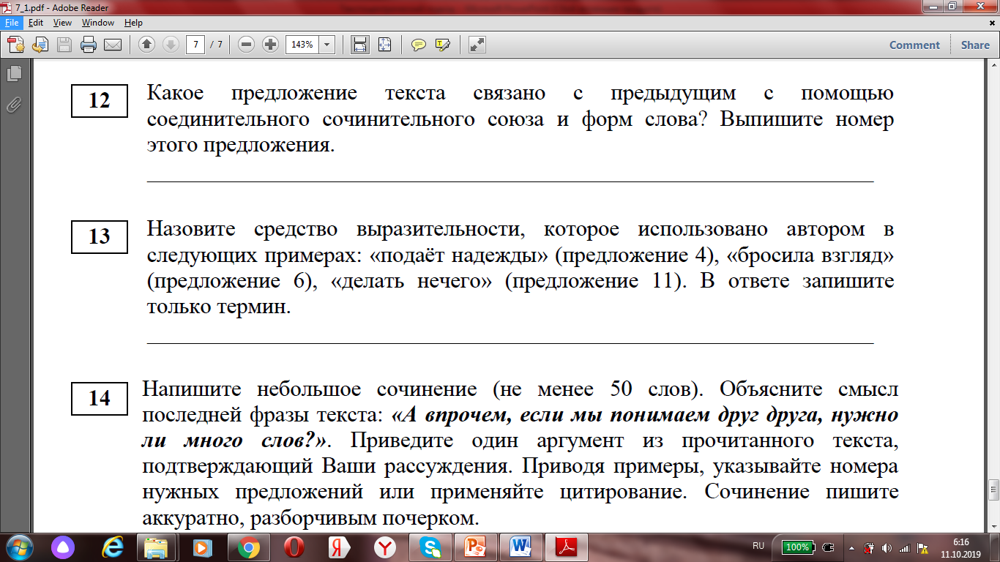 7_1.pdf - Adobe Reader
File Edit View Window Help
7 / 7 143% Comment Share
12 Какое предложение текста связано с предыдущим с помощью
соединительного сочинительного союза и форм слова? Выпишите номер
этого предложения.
13 Назовите средство выразительности, которое использовано автором в
следующих примерах: «подаёт надежды» (предложение 4), «бросила взгляд»
(предложение 6), «делать нечего» (предложение 11). В ответе запишите
только термин.
14 Напишите небольшое сочинение (не менее 50 слов). Объясните смысл
последней фразы текста: «А впрочем, если мы понимаем друг друга, нужно
ли много слов?». Приведите один аргумент из прочитанного текста,
подтверждающий Ваши рассуждения. Приводя примеры, указывайте номера
нужных предложений или применяйте цитирование. Сочинение пишите
аккуратно, разборчивым почерком.
RU 100% 6:16
11.10.2019